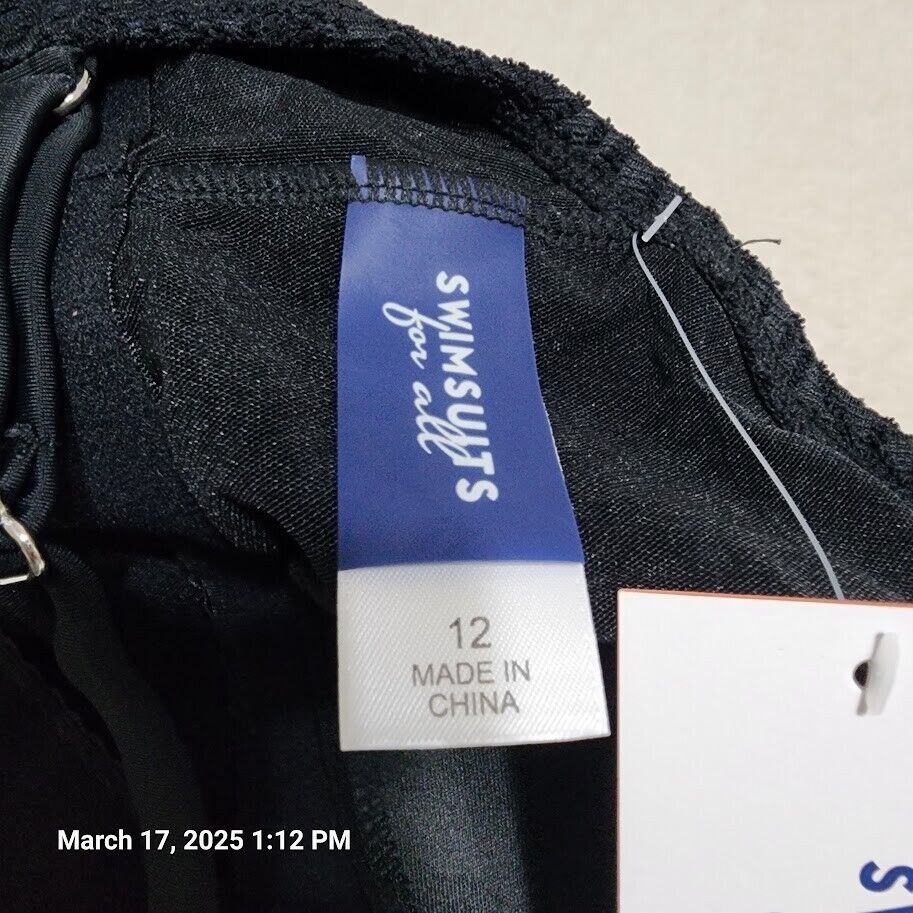 SWIMSUITS
for all
12
MADE IN
CHINA
March 17, 2025 1:12 PM